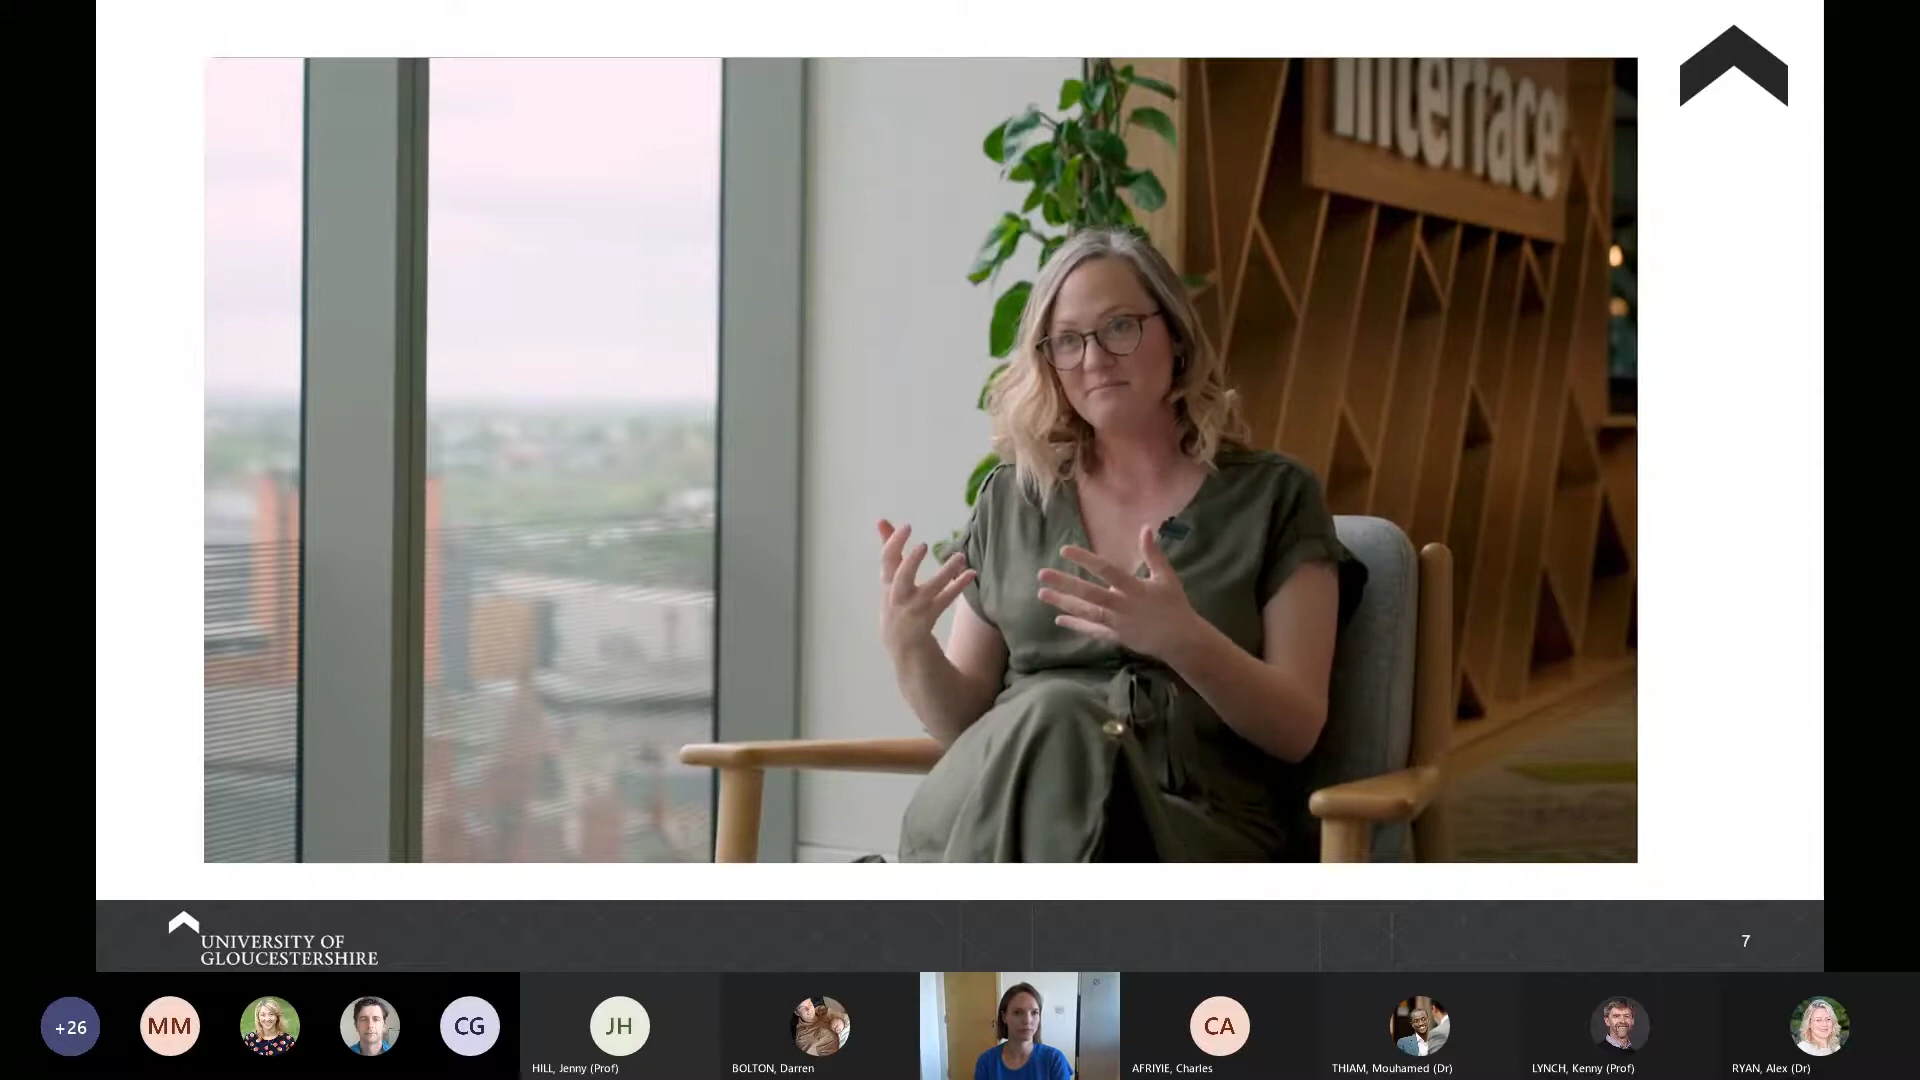 interface
UNIVERSITY OF
GLOUCESTERSHIRE
7
+26
MM
CG
JH
CA
HILL, Jenny (Prof)
BOLTON, Darren
AFRIYIE, Charles
THIAM, Mouhamed (Dr)
LYNCH, Kenny (Prof)
RYAN, Alex (Dr)